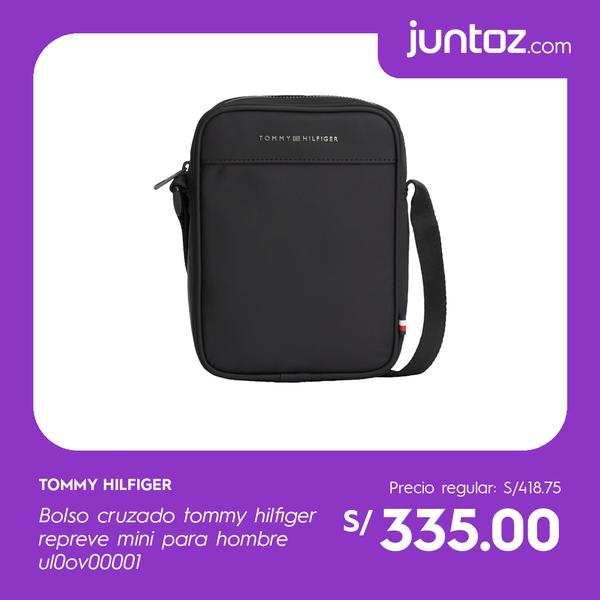 juntoz.com
TOMMY HILFIGER
TOMMY HILFIGER
Bolso cruzado tommy hilfiger
repreve mini para hombre
ul0ov00001
Precio regular: S/418.75
S/ 335.00